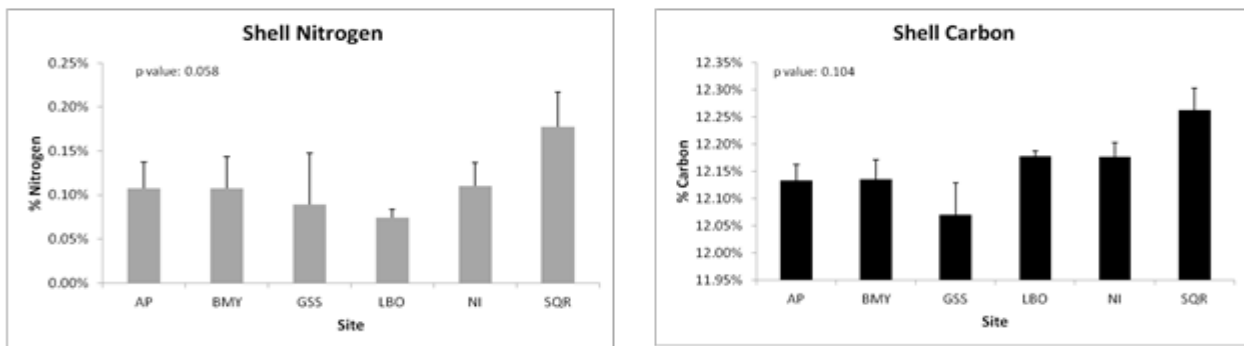 Shell Nitrogen
p value: 0.058
0.25%
0.20%
0.15%
0.10%
0.05%
0.00%
% Nitrogen
AP BMY GSS LBO NI SQR
Site
Shell Carbon
p value: 0.104
12.35%
12.30%
12.25%
12.20%
12.15%
12.10%
12.05%
12.00%
11.95%
% Carbon
AP BMY GSS LBO NI SQR
Site